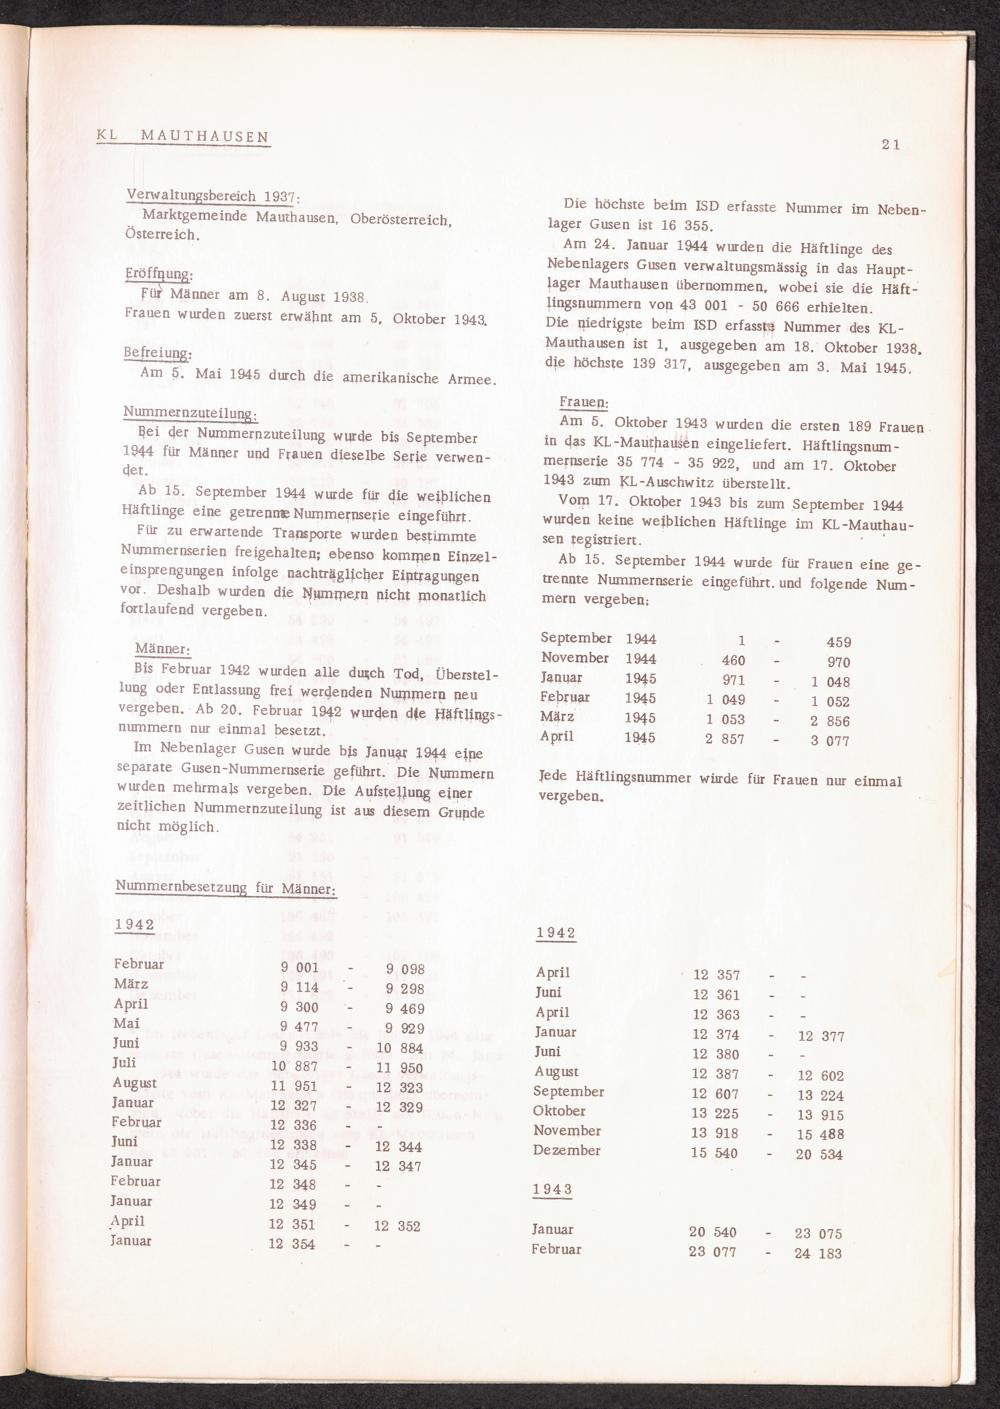 KL MAUTHAUSEN
21
Verwaltungsbereich 1937:
Marktgemeinde Mauthausen, Oberösterreich,
Österreich.
Eröffnung:
Für Männer am 8. August 1938.
Frauen wurden zuerst erwähnt am 5. Oktober 1943.
Befreiung:
Am 5. Mai 1945 durch die amerikanische Armee.
Nummernzuteilung:
Bei der Nummernzuteilung wurde bis September
1944 für Männer und Frauen dieselbe Serie verwen-
det.
Ab 15. September 1944 wurde für die weiblichen
Häftlinge eine getrennte Nummernserie eingeführt.
Für zu erwartende Transporte wurden bestimmte
Nummernserien freigehalten; ebenso kommen Einzel-
einsprengungen infolge nachträglicher Eintragungen
vor. Deshalb wurden die Nummern nicht monatlich
fortlaufend vergeben.
Männer:
Bis Februar 1942 wurden alle durch Tod, Überstel-
lung oder Entlassung frei werdenden Nummern neu
vergeben. Ab 20. Februar 1942 wurden die Häftlings-
nummern nur einmal besetzt.
Im Nebenlager Gusen wurde bis Januar 1944 eine
separate Gusen-Nummernserie geführt. Die Nummern
wurden mehrmals vergeben. Die Aufstellung einer
zeitlichen Nummernzuteilung ist aus diesem Grunde
nicht möglich.
Die höchste beim ISD erfasste Nummer im Neben-
lager Gusen ist 16 355.
Am 24. Januar 1944 wurden die Häftlinge des
Nebenlagers Gusen verwaltungsmässig in das Haupt-
lager Mauthausen übernommen, wobei sie die Häft-
lingsnummern von 43 001 - 50 666 erhielten.
Die niedrigste beim ISD erfasste Nummer des KL-
Mauthausen ist 1, ausgegeben am 18. Oktober 1938,
die höchste 139 317, ausgegeben am 3. Mai 1945.
Frauen:
Am 5. Oktober 1943 wurden die ersten 189 Frauen
in das KL-Mauthausen eingeliefert. Häftlingsnum-
mernserie 35 774 - 35 922, und am 17. Oktober
1943 zum KL-Auschwitz überstellt.
Vom 17. Oktober 1943 bis zum September 1944
wurden keine weiblichen Häftlinge im KL-Mauthau-
sen registriert.
Ab 15. September 1944 wurde für Frauen eine ge-
trennte Nummernserie eingeführt. und folgende Num-
mern vergeben:
September 1944 1 - 459
November 1944 460 - 970
Januar 1945 971 - 1 048
Februar 1945 1 049 - 1 052
März 1945 1 053 - 2 856
April 1945 2 857 - 3 077
Jede Häftlingsnummer wurde für Frauen nur einmal
vergeben.
Nummernbesetzung für Männer:
1942
Februar 9 001 - 9 098
März 9 114 - 9 298
April 9 300 - 9 469
Mai 9 477 - 9 929
Juni 9 933 - 10 884
Juli 10 887 - 11 950
August 11 951 - 12 323
Januar 12 327 - 12 329
Februar 12 336 - -
Juni 12 338 - 12 344
Januar 12 345 - 12 347
Februar 12 348 - -
Januar 12 349 - -
April 12 351 - 12 352
Januar 12 354 - -
1942
April 12 357 - -
Juni 12 361 - -
April 12 363 - -
Januar 12 374 - 12 377
Juni 12 380 - -
August 12 387 - 12 602
September 12 607 - 13 224
Oktober 13 225 - 13 915
November 13 918 - 15 488
Dezember 15 540 - 20 534
1943
Januar 20 540 - 23 075
Februar 23 077 - 24 183